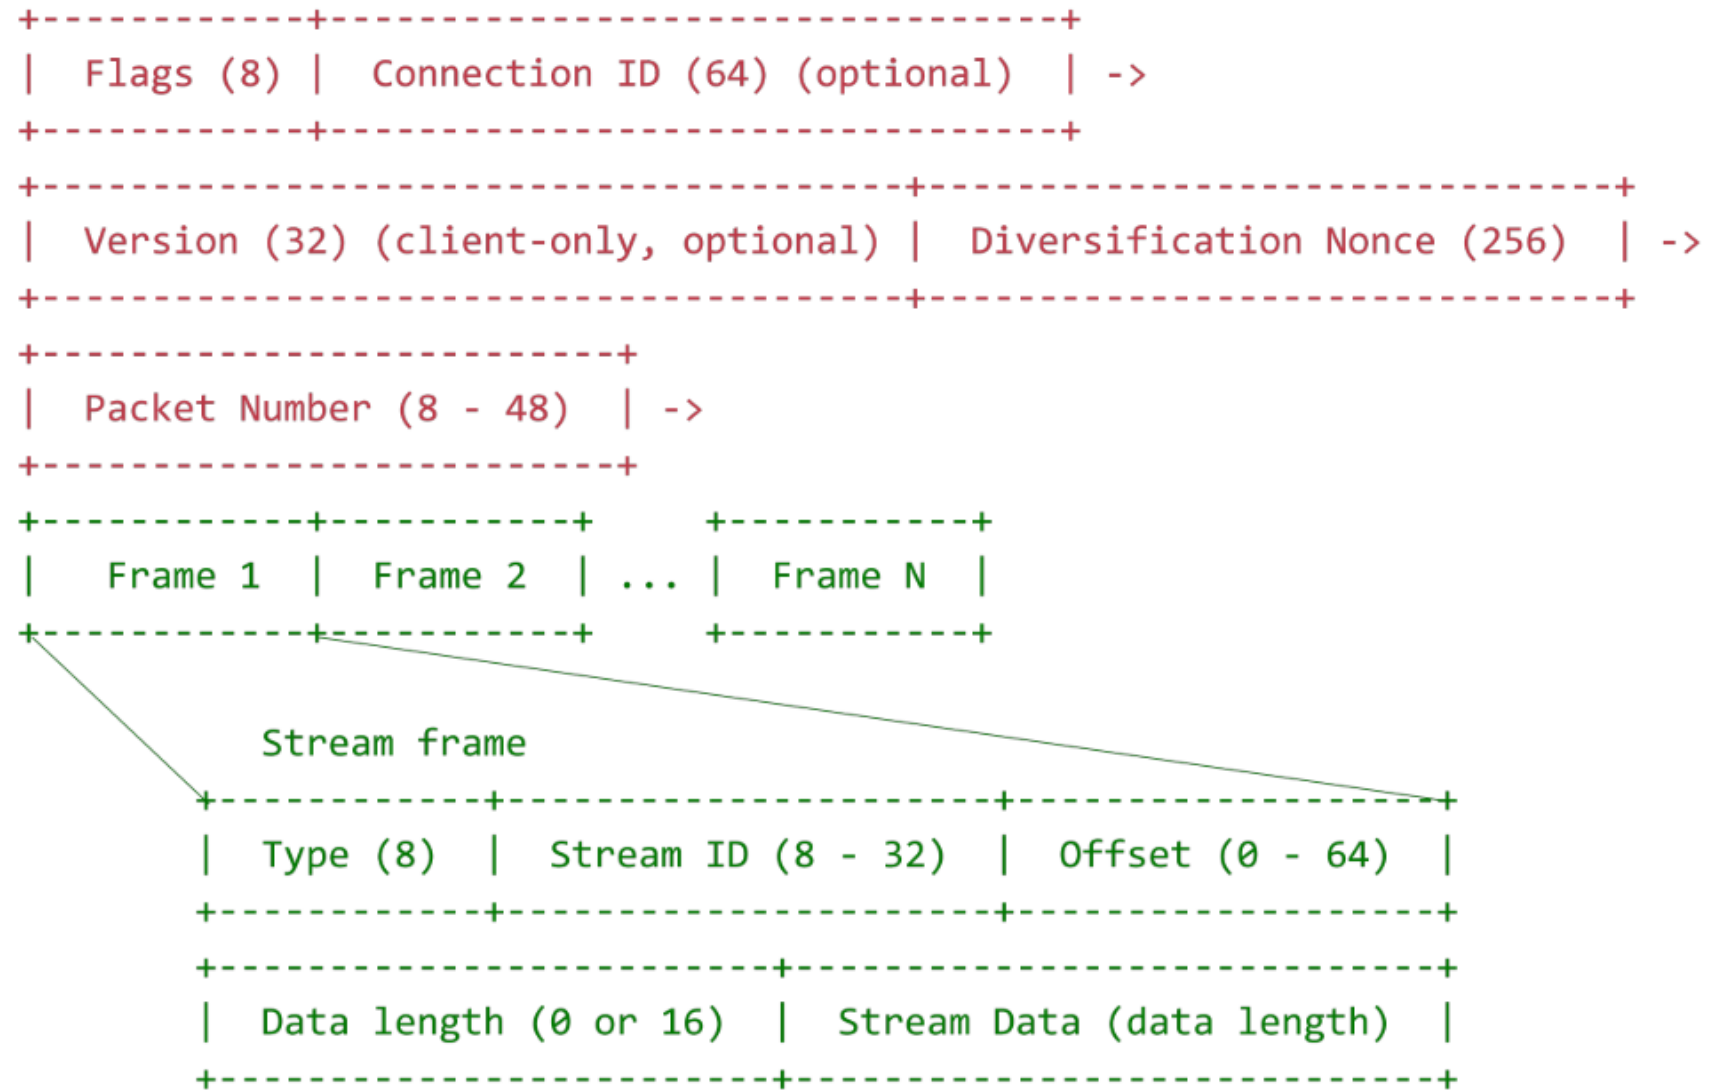 +------------+--------------------------------+
| Flags (8) | Connection ID (64) (optional) | ->
+------------+--------------------------------+
+---------------------------------------+------------------------------+
| Version (32) (client-only, optional) | Diversification Nonce (256) | ->
+---------------------------------------+------------------------------+
+--------------------------+
| Packet Number (8 - 48) | ->
+--------------------------+
+------------+-----------+ +-----------+
| Frame 1 | Frame 2 | ... | Frame N |
+------------+-----------+ +-----------+
Stream frame
+------------+----------------------+-------------------+
| Type (8) | Stream ID (8 - 32) | Offset (0 - 64) |
+------------+----------------------+-------------------+
+-------------------------+-----------------------------+
| Data length (0 or 16) | Stream Data (data length) |
+-------------------------+-----------------------------+